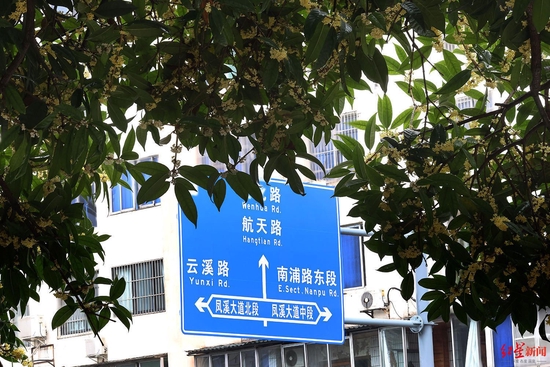 路
Wenhua Rd.
航天路
Hangtian Rd.
云溪路
Yunxi Rd.
南浦路东段
E.Sect.Nanpu Rd.
凤溪大道北段 凤溪大道中段
红星新闻